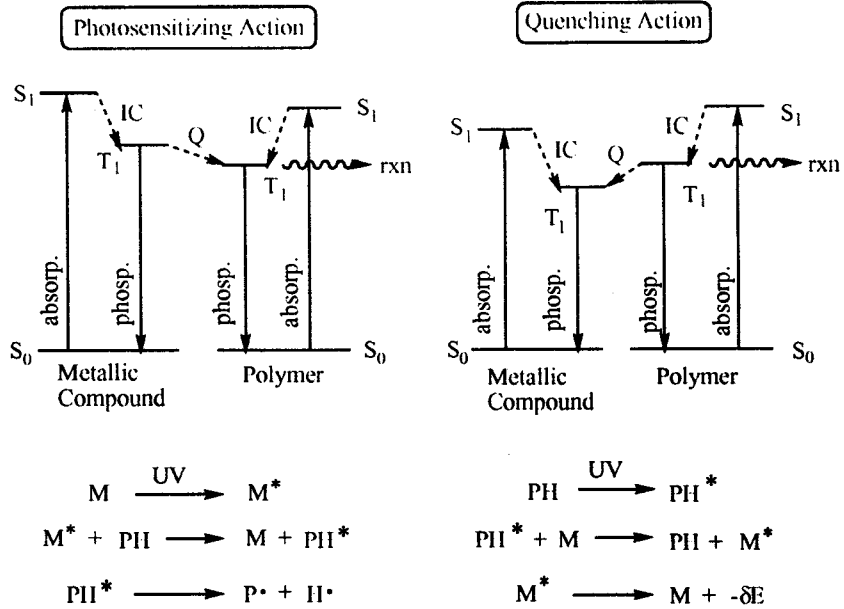 Photosensitizing Action
S₁
IC
T₁
Q
IC
S₁
T₁
rxn
absorp.
phosp.
phosp.
absorp.
S₀
S₀
Metallic
Compound
Polymer
M UV M*
M* + PH M + PH*
PH* P• + H•
Quenching Action
S₁
IC
Q
IC
S₁
T₁
T₁
rxn
absorp.
phosp.
phosp.
absorp.
S₀
Metallic
Compound
Polymer
PH UV PH*
PH* + M PH + M*
M* M + -δE